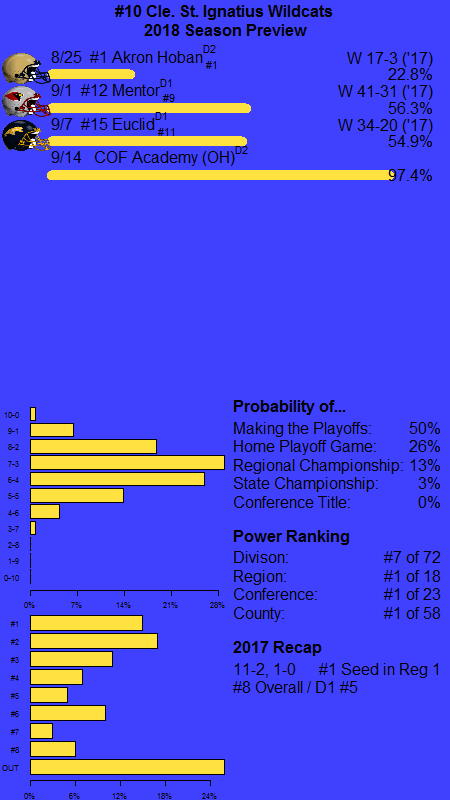 #10 Cle. St. Ignatius Wildcats
2018 Season Preview
8/25 #1 Akron Hoban D2 #1 W 17-3 ('17)
22.8%
9/1 #12 Mentor D1 #9 W 41-31 ('17)
56.3%
9/7 #15 Euclid D1 #11 W 34-20 ('17)
54.9%
9/14 COF Academy (OH) D2
97.4%
10-0
9-1
8-2
7-3
6-4
5-5
4-6
3-7
2-8
1-9
0-10
0% 7% 14% 21% 28%
#1
#2
#3
#4
#5
#6
#7
#8
OUT
0% 6% 12% 18% 24%
Probability of...
Making the Playoffs: 50%
Home Playoff Game: 26%
Regional Championship: 13%
State Championship: 3%
Conference Title: 0%
Power Ranking
Divison: #7 of 72
Region: #1 of 18
Conference: #1 of 23
County: #1 of 58
2017 Recap
11-2, 1-0 #1 Seed in Reg 1
#8 Overall / D1 #5